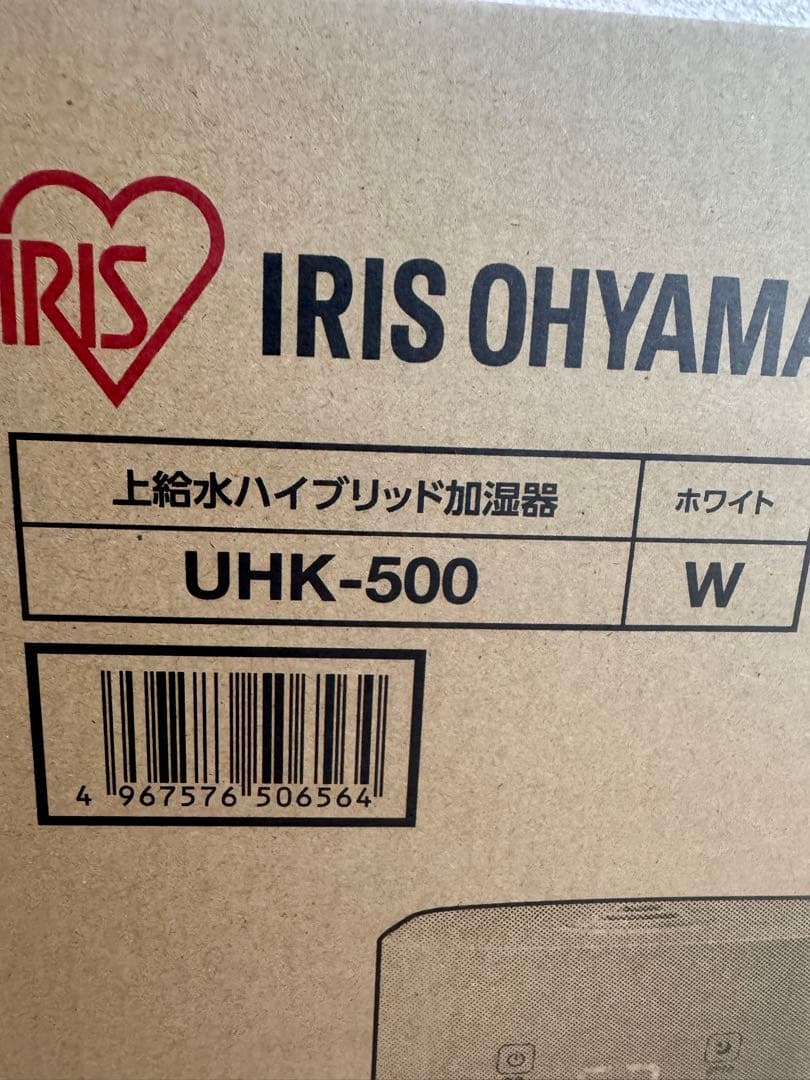 IRIS
IRIS OHYAMA
上給水ハイブリッド加湿器
ホワイト
UHK-500
W
4 967576 506564